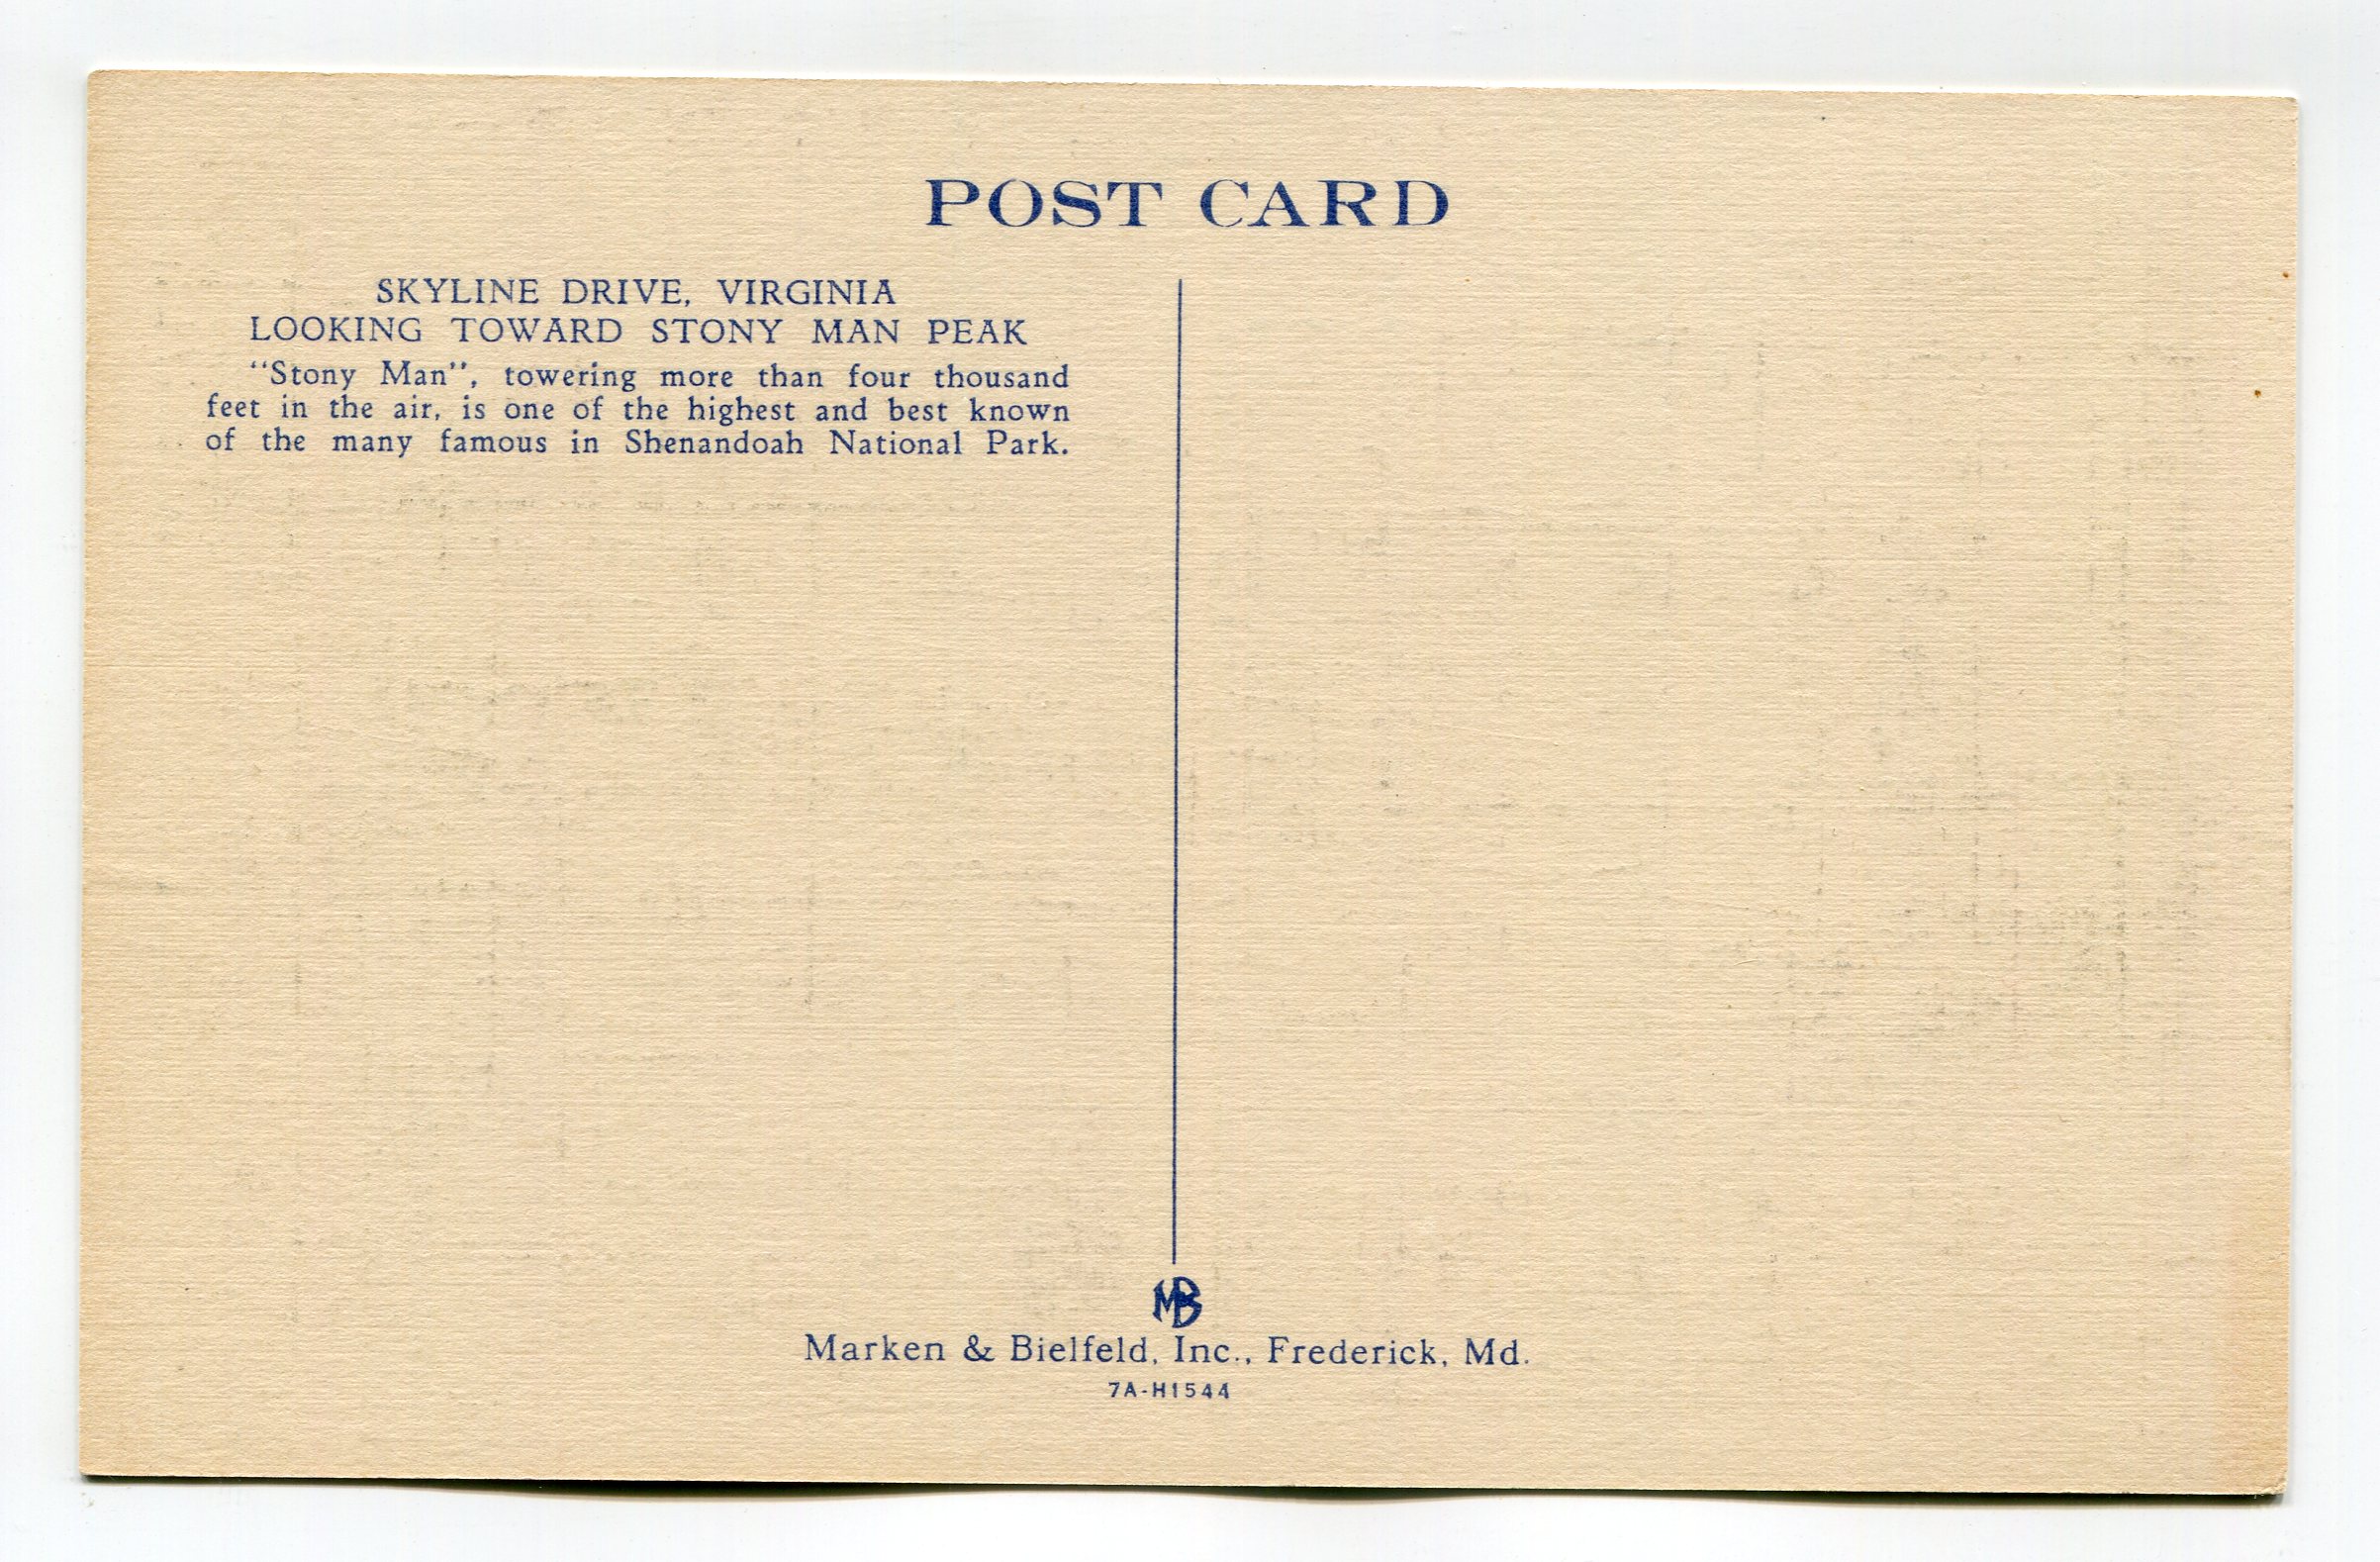 POST CARD
SKYLINE DRIVE, VIRGINIA
LOOKING TOWARD STONY MAN PEAK
"Stony Man", towering more than four thousand
feet in the air, is one of the highest and best known
of the many famous in Shenandoah National Park.
MB
Marken & Bielfeld, Inc., Frederick, Md.
7A-H1544